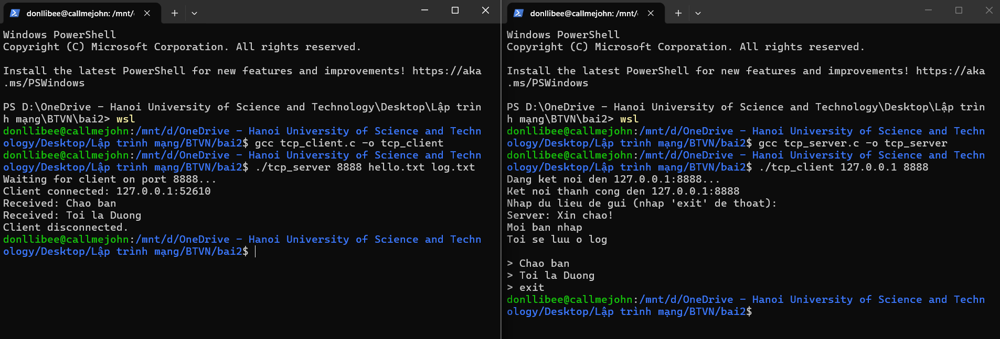 donllibee@callmejohn: /mnt/
Windows PowerShell
Copyright (C) Microsoft Corporation. All rights reserved.
Install the latest PowerShell for new features and improvements! https://aka
.ms/PSWindows
PS D:\OneDrive - Hanoi University of Science and Technology\Desktop\Lập trìn
h mạng\BTVN\bai2> wsl
donllibee@callmejohn:/mnt/d/OneDrive - Hanoi University of Science and Techn
ology/Desktop/Lập trình mạng/BTVN/bai2$ gcc tcp_client.c -o tcp_client
donllibee@callmejohn:/mnt/d/OneDrive - Hanoi University of Science and Techn
ology/Desktop/Lập trình mạng/BTVN/bai2$ ./tcp_server 8888 hello.txt log.txt
Waiting for client on port 8888...
Client connected: 127.0.0.1:52610
Received: Chao ban
Received: Toi la Duong
Client disconnected.
donllibee@callmejohn:/mnt/d/OneDrive - Hanoi University of Science and Techn
ology/Desktop/Lập trình mạng/BTVN/bai2$
donllibee@callmejohn: /mnt/
Windows PowerShell
Copyright (C) Microsoft Corporation. All rights reserved.
Install the latest PowerShell for new features and improvements! https://aka
.ms/PSWindows
PS D:\OneDrive - Hanoi University of Science and Technology\Desktop\Lập trìn
h mạng\BTVN\bai2> wsl
donllibee@callmejohn:/mnt/d/OneDrive - Hanoi University of Science and Techn
ology/Desktop/Lập trình mạng/BTVN/bai2$ gcc tcp_server.c -o tcp_server
donllibee@callmejohn:/mnt/d/OneDrive - Hanoi University of Science and Techn
ology/Desktop/Lập trình mạng/BTVN/bai2$ ./tcp_client 127.0.0.1 8888
Dang ket noi den 127.0.0.1:8888...
Ket noi thanh cong den 127.0.0.1:8888
Nhap du lieu de gui (nhap 'exit' de thoat):
Server: Xin chao!
Moi ban nhap
Toi se luu o log
> Chao ban
> Toi la Duong
> exit
donllibee@callmejohn:/mnt/d/OneDrive - Hanoi University of Science and Techn
ology/Desktop/Lập trình mạng/BTVN/bai2$